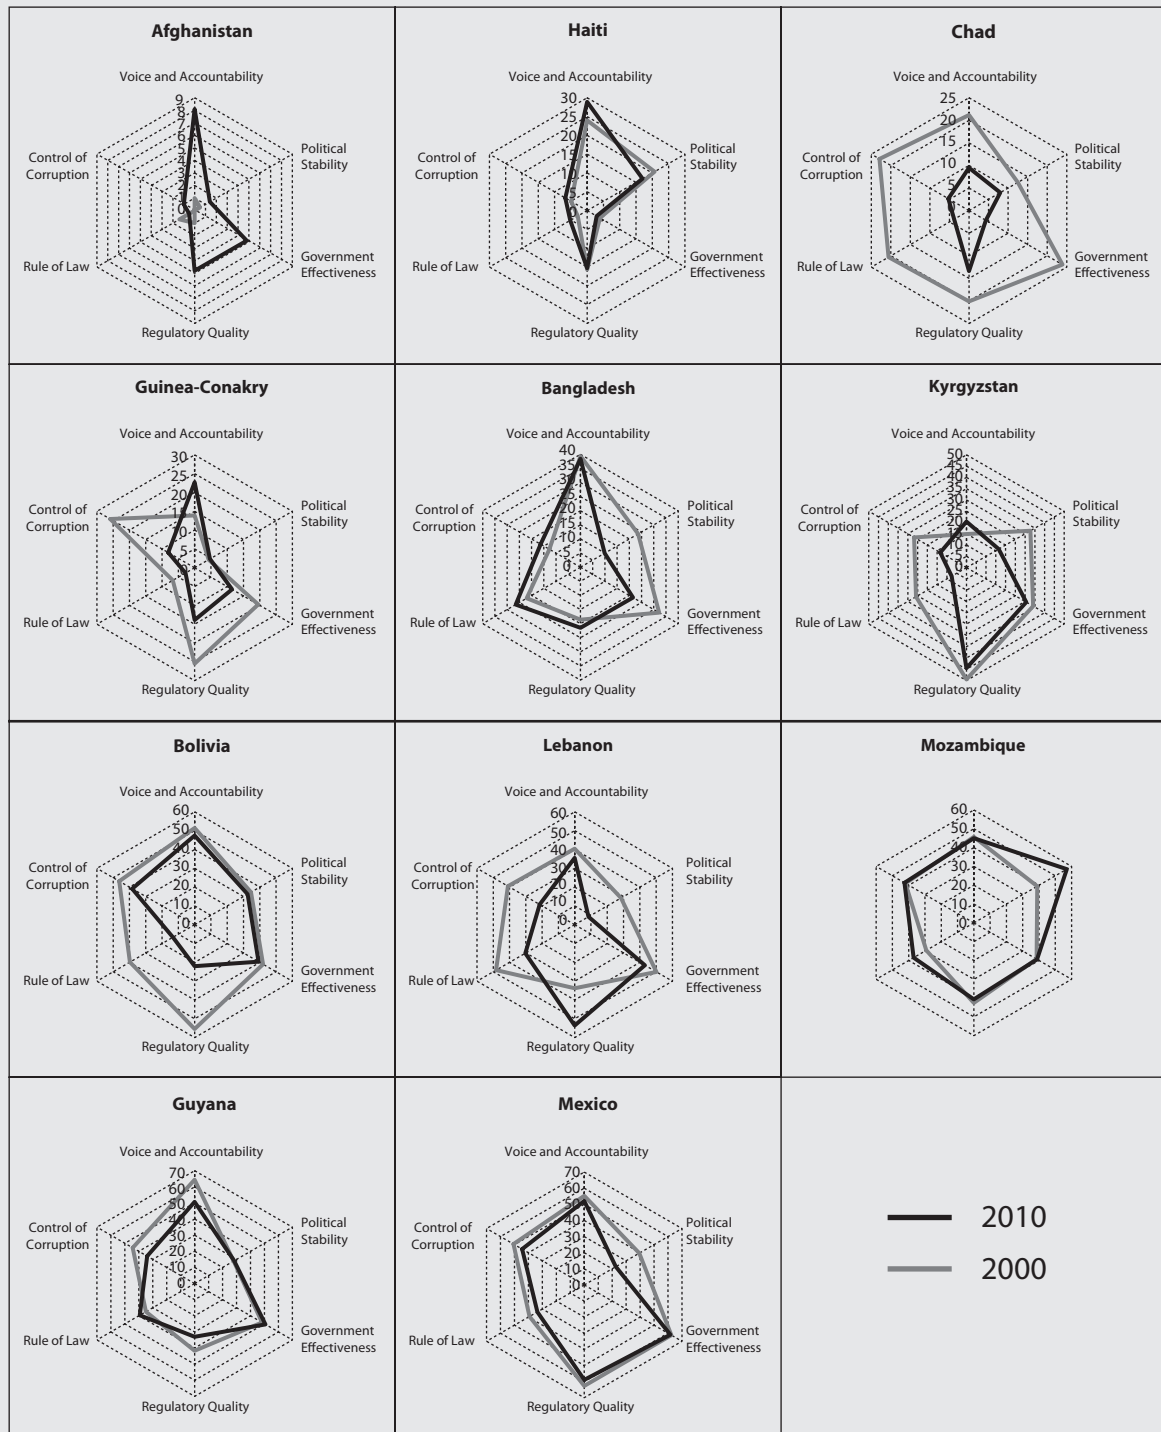 Afghanistan
Voice and Accountability
9
8
7
6
5
4
3
2
1
0
Political
Stability
Government
Effectiveness
Regulatory Quality
Rule of Law
Control of
Corruption
Haiti
Voice and Accountability
30
25
20
15
10
5
0
Political
Stability
Government
Effectiveness
Regulatory Quality
Rule of Law
Control of
Corruption
Chad
Voice and Accountability
25
20
15
10
5
0
Political
Stability
Government
Effectiveness
Regulatory Quality
Rule of Law
Control of
Corruption
Guinea-Conakry
Voice and Accountability
30
25
20
15
10
5
0
Political
Stability
Government
Effectiveness
Regulatory Quality
Rule of Law
Control of
Corruption
Bangladesh
Voice and Accountability
40
35
30
25
20
15
10
5
0
Political
Stability
Government
Effectiveness
Regulatory Quality
Rule of Law
Control of
Corruption
Kyrgyzstan
Voice and Accountability
50
45
40
35
30
25
20
15
10
5
0
Political
Stability
Government
Effectiveness
Regulatory Quality
Rule of Law
Control of
Corruption
Bolivia
Voice and Accountability
60
50
40
30
20
10
0
Political
Stability
Government
Effectiveness
Regulatory Quality
Rule of Law
Control of
Corruption
Lebanon
Voice and Accountability
60
50
40
30
20
10
0
Political
Stability
Government
Effectiveness
Regulatory Quality
Rule of Law
Control of
Corruption
Mozambique
60
50
40
30
20
10
0
Guyana
Voice and Accountability
70
60
50
40
30
20
10
0
Political
Stability
Government
Effectiveness
Regulatory Quality
Rule of Law
Control of
Corruption
Mexico
Voice and Accountability
70
60
50
40
30
20
10
0
Political
Stability
Government
Effectiveness
Regulatory Quality
Rule of Law
Control of
Corruption
2010
2000